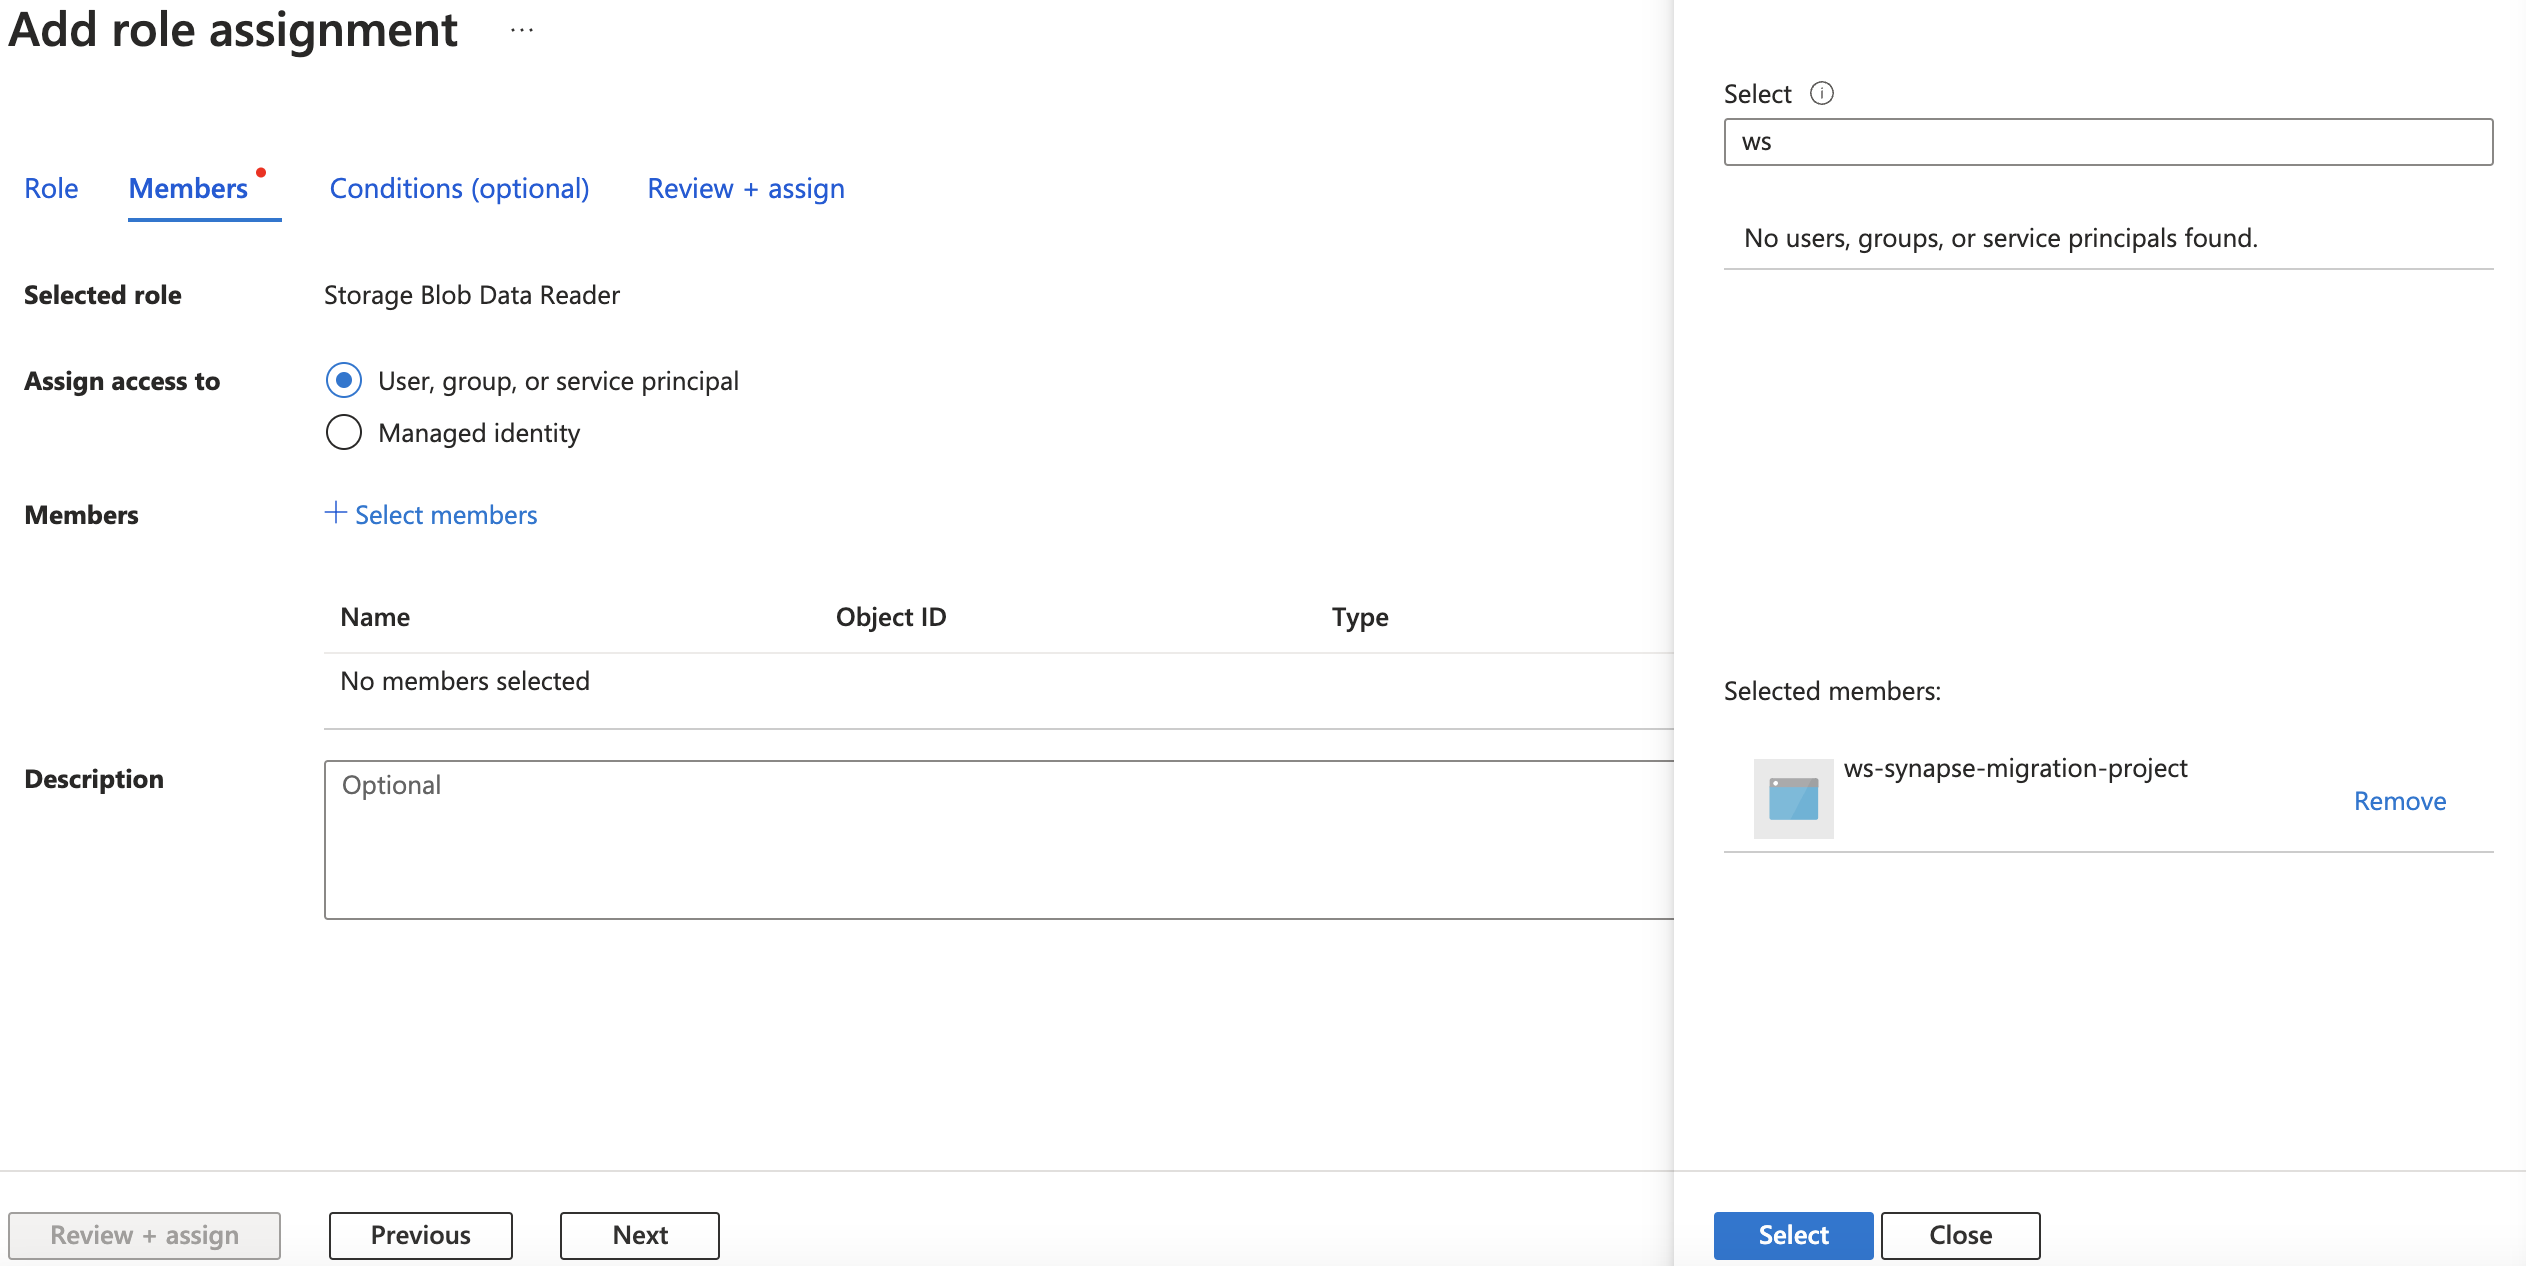 Add role assignment ...
Role Members Conditions (optional) Review + assign
Selected role Storage Blob Data Reader
Assign access to User, group, or service principal
Managed identity
Members + Select members
Name Object ID Type
No members selected
Description Optional
Review + assign Previous Next
Select
ws
No users, groups, or service principals found.
Selected members:
ws-synapse-migration-project
Remove
Select Close